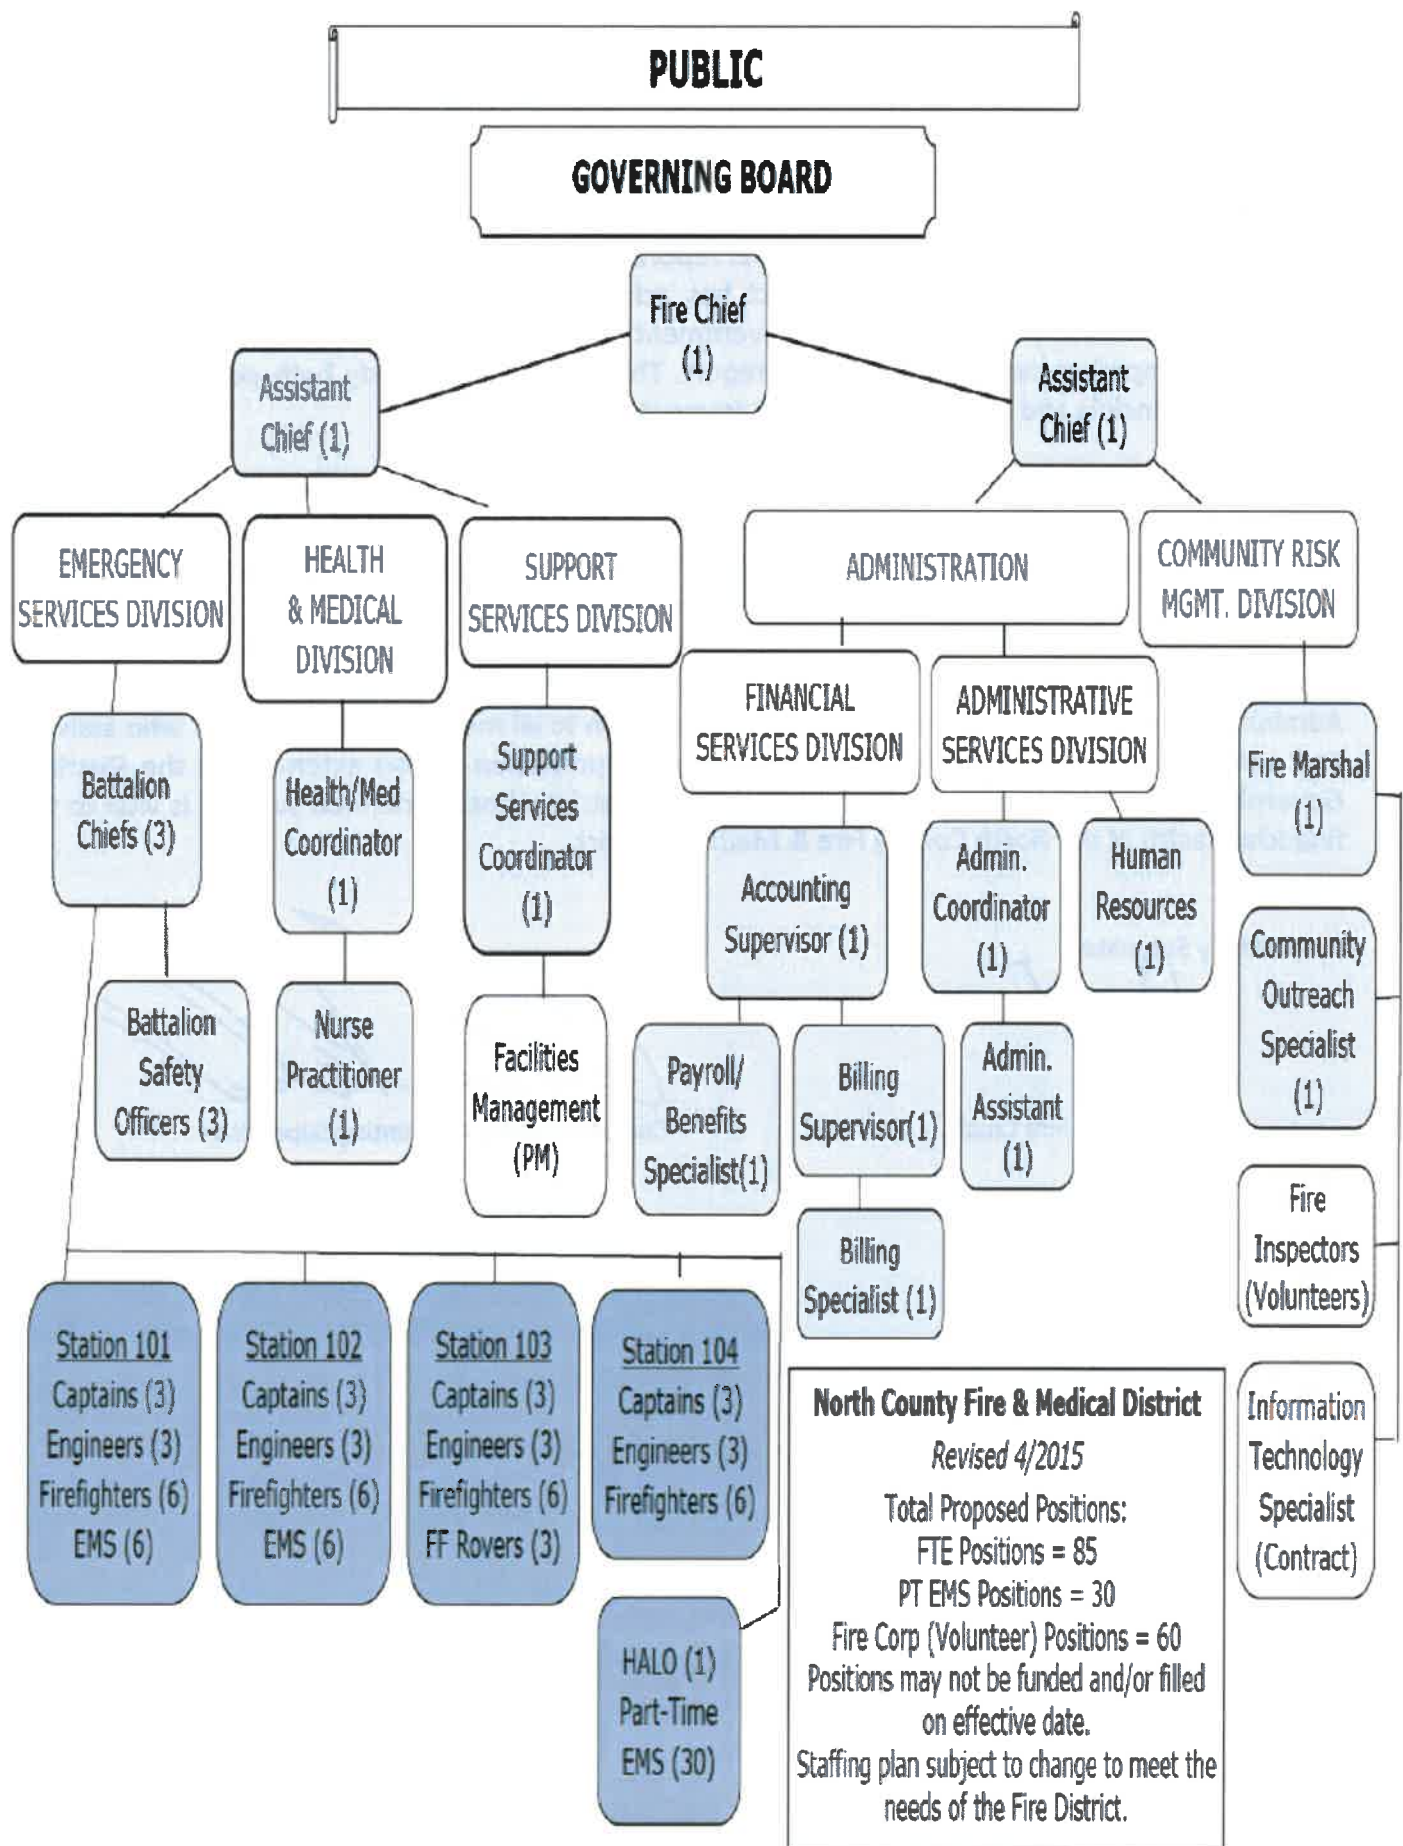 PUBLIC
GOVERNING BOARD
Fire Chief
(1)
Assistant
Chief (1)
Assistant
Chief (1)
EMERGENCY
SERVICES DIVISION
HEALTH
& MEDICAL
DIVISION
SUPPORT
SERVICES DIVISION
ADMINISTRATION
COMMUNITY RISK
MGMT. DIVISION
FINANCIAL
SERVICES DIVISION
ADMINISTRATIVE
SERVICES DIVISION
Battalion
Chiefs (3)
Health/Med
Coordinator
(1)
Support
Services
Coordinator
(1)
Accounting
Supervisor (1)
Admin.
Coordinator
(1)
Human
Resources
(1)
Fire Marshal
(1)
Battalion
Safety
Officers (3)
Nurse
Practitioner
(1)
Facilities
Management
(PM)
Payroll/
Benefits
Specialist(1)
Billing
Supervisor(1)
Admin.
Assistant
(1)
Community
Outreach
Specialist
(1)
Billing
Specialist (1)
Fire
Inspectors
(Volunteers)
Information
Technology
Specialist
(Contract)
Station 101
Captains (3)
Engineers (3)
Firefighters (6)
EMS (6)
Station 102
Captains (3)
Engineers (3)
Firefighters (6)
EMS (6)
Station 103
Captains (3)
Engineers (3)
Firefighters (6)
FF Rovers (3)
Station 104
Captains (3)
Engineers (3)
Firefighters (6)
HALO (1)
Part-Time
EMS (30)
North County Fire & Medical District
Revised 4/2015
Total Proposed Positions:
FTE Positions = 85
PT EMS Positions = 30
Fire Corp (Volunteer) Positions = 60
Positions may not be funded and/or filled
on effective date.
Staffing plan subject to change to meet the
needs of the Fire District.